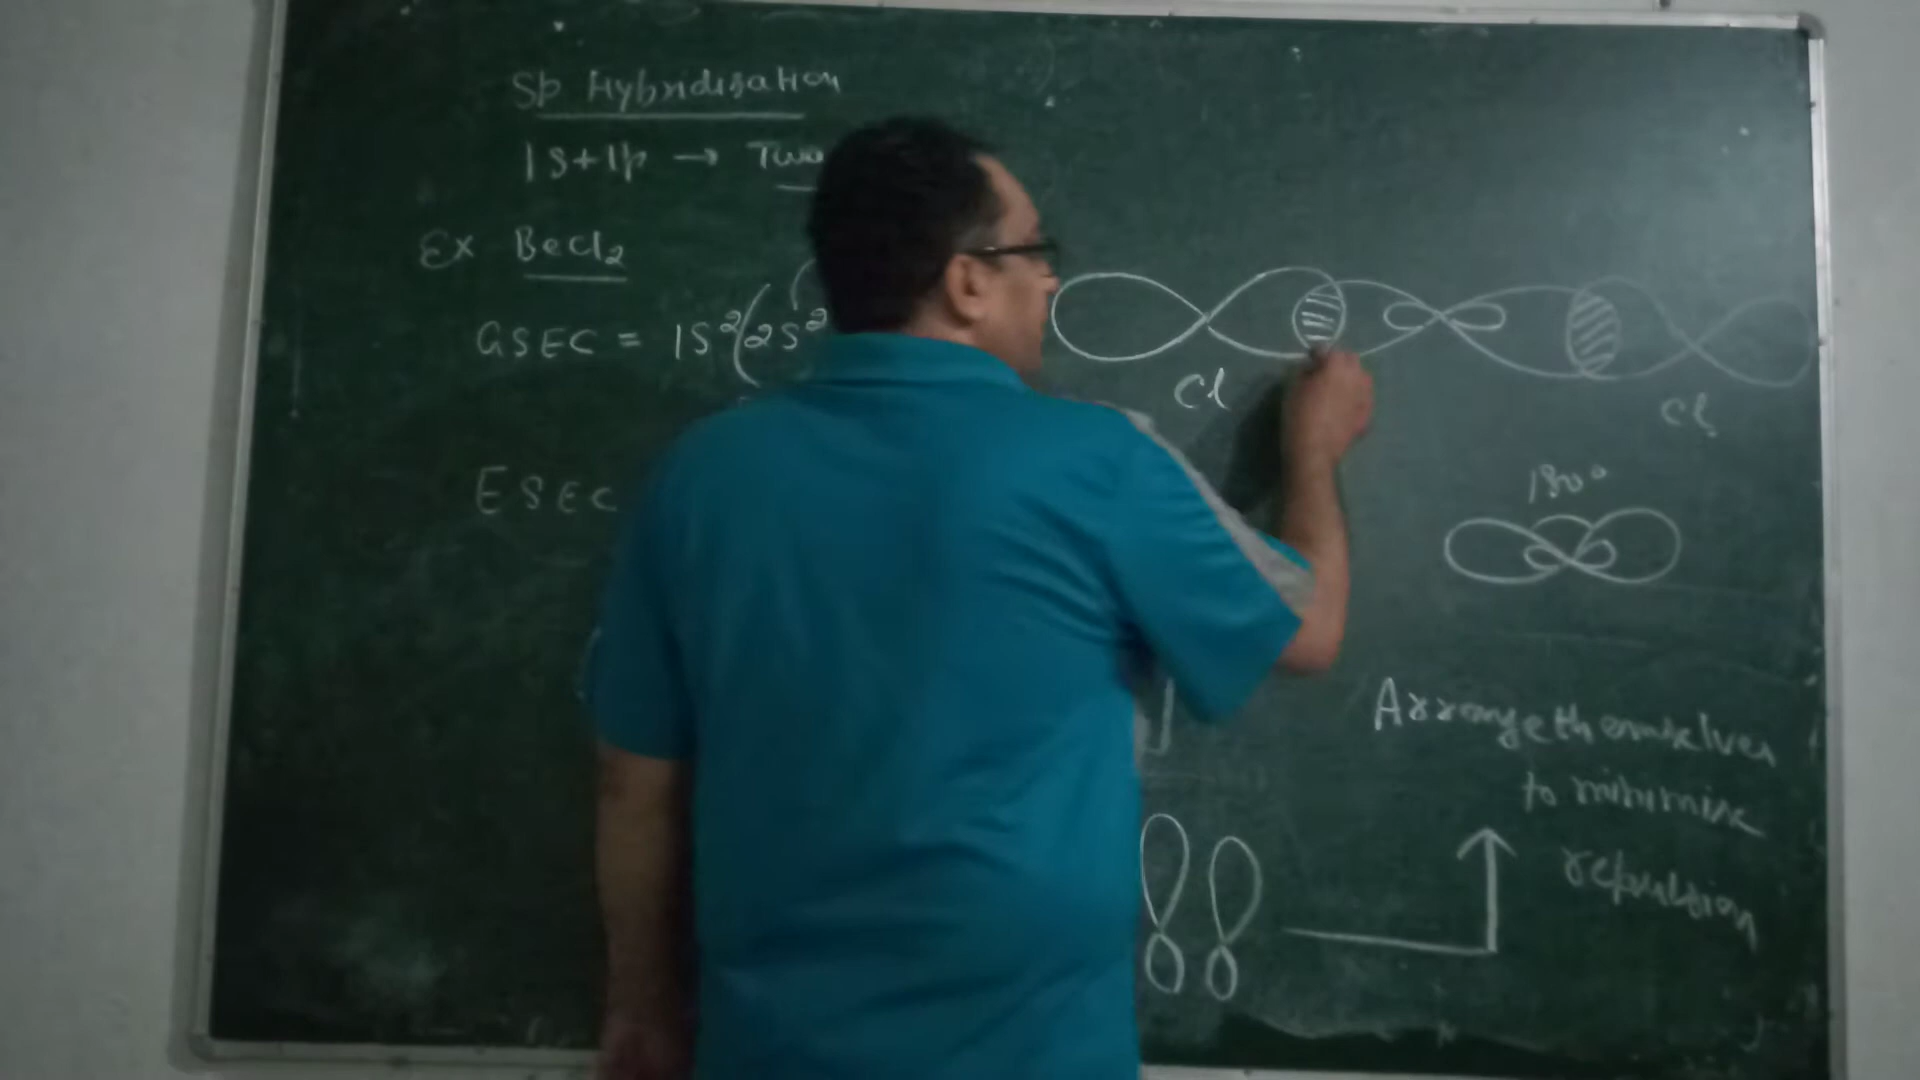 Sp Hybridisation
1s+1p → Two
Ex BeCl2
GSEC = 1s²(2s²
ESEC
Cl
Cl
180°
Arrange themselves
to minimise
repulsion